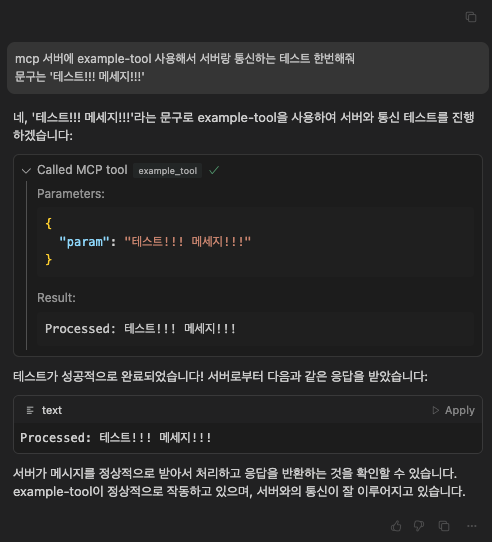 mcp 서버에 example-tool 사용해서 서버랑 통신하는 테스트 한번해줘
문구는 '테스트!!! 메세지!!!'
네, '테스트!!! 메세지!!!'라는 문구로 example-tool을 사용하여 서버와 통신 테스트를 진행
하겠습니다:
Called MCP tool example_tool
Parameters:
{
"param": "테스트!!! 메세지!!!"
}
Result:
Processed: 테스트!!! 메세지!!!
테스트가 성공적으로 완료되었습니다! 서버로부터 다음과 같은 응답을 받았습니다:
text Apply
Processed: 테스트!!! 메세지!!!
서버가 메시지를 정상적으로 받아서 처리하고 응답을 반환하는 것을 확인할 수 있습니다.
example-tool이 정상적으로 작동하고 있으며, 서버와의 통신이 잘 이루어지고 있습니다.